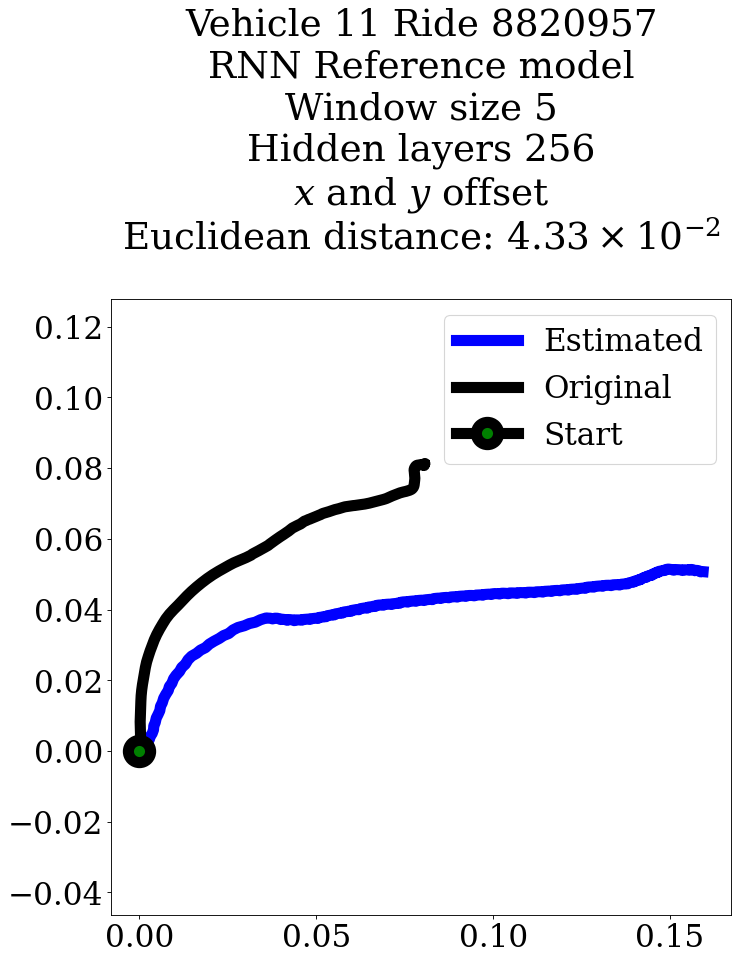 Vehicle 11 Ride 8820957
RNN Reference model
Window size 5
Hidden layers 256
x and y offset
Euclidean distance: 4.33 × 10⁻²
Estimated
Original
Start
0.12
0.10
0.08
0.06
0.04
0.02
0.00
−0.02
−0.04
0.00 0.05 0.10 0.15